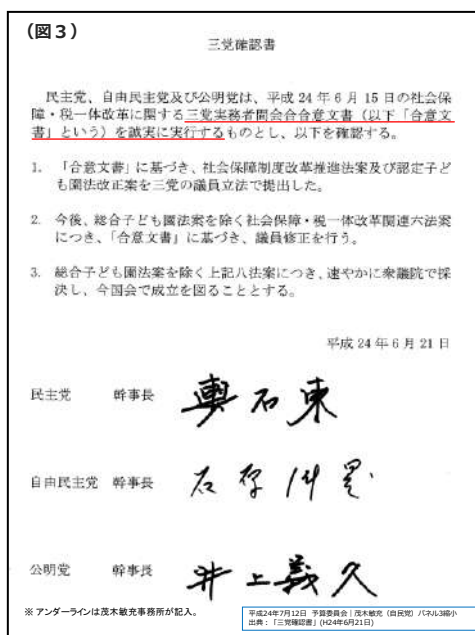 (図3)
三党確認書
民主党、自由民主党及び公明党は、平成24年6月15日の社会保
障・税一体改革に関する三党実務者間会合合意文書(以下「合意文
書」という)を誠実に実行するものとし、以下を確認する。
1. 「合意文書」に基づき、社会保障制度改革推進法案及び認定子ど
も園法改正案を三党の議員立法で提出した。
2. 今後、総合子ども園法案を除く社会保障・税一体改革関連六法案
につき、「合意文書」に基づき、議員修正を行う。
3. 総合子ども園法案を除く上記八法案につき、速やかに衆議院で採
決し、今国会で成立を図ることとする。
平成24年6月21日
民主党 幹事長 輿石東
自由民主党 幹事長 石原伸晃
公明党 幹事長 井上義久
※ アンダーラインは茂木敏充事務所が記入。
平成24年7月12日 予算委員会|茂木敏充(自民党)パネル3縮小
出典:「三党確認書」(H24年6月21日)